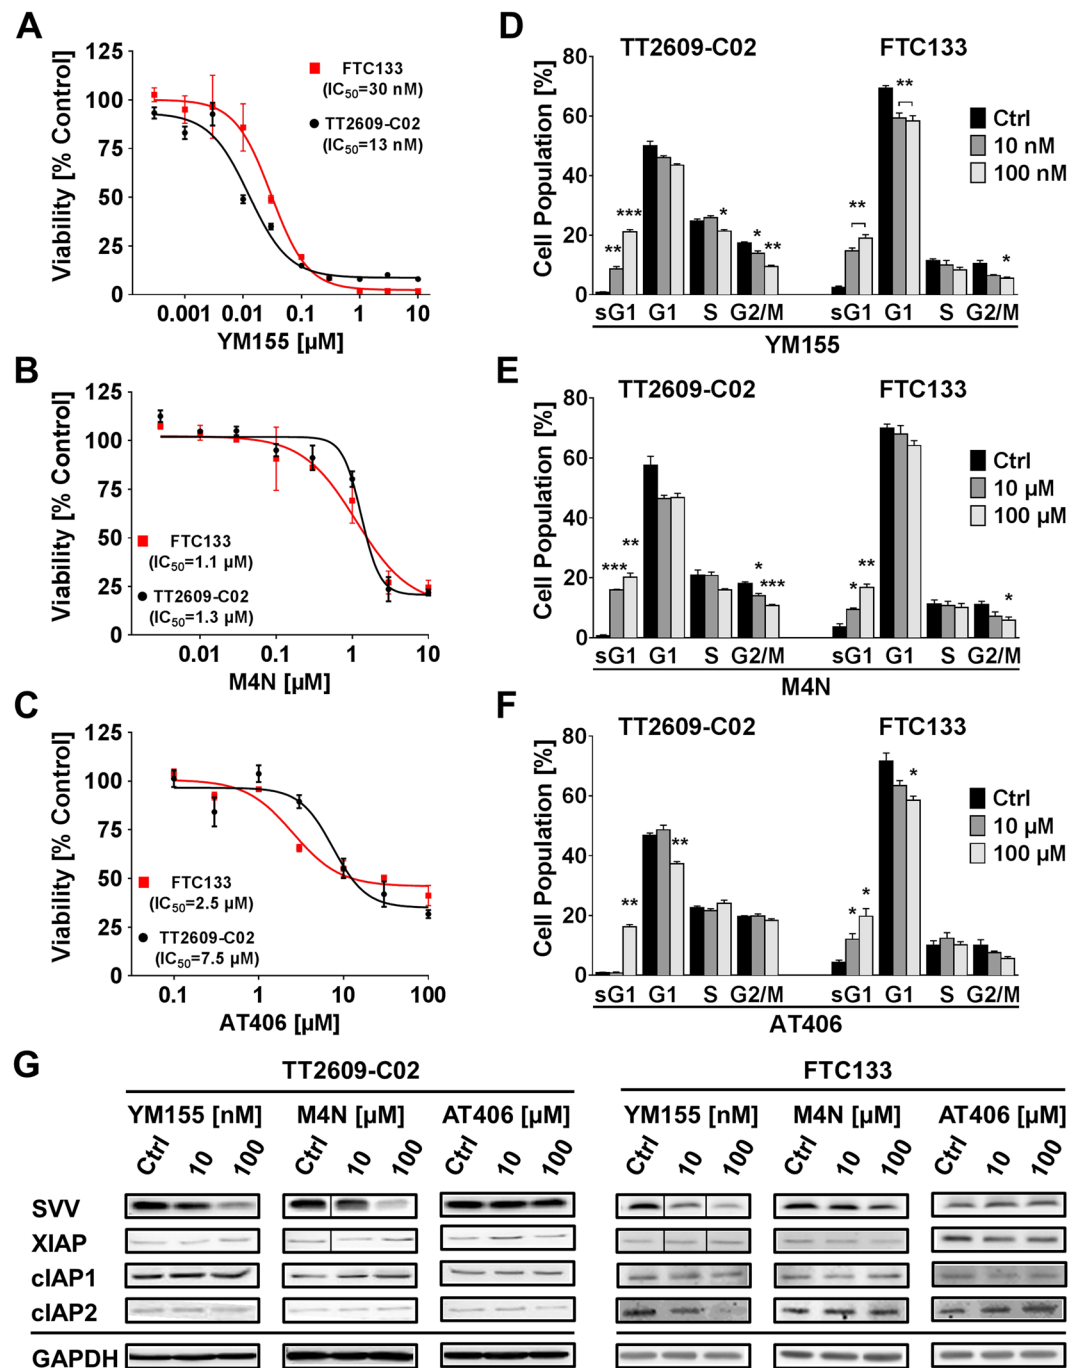 A
125
100
75
50
25
0
Viability [% Control]
FTC133
(IC50=30 nM)
TT2609-C02
(IC50=13 nM)
0.001 0.01 0.1 1 10
YM155 [µM]
B
125
100
75
50
25
0
Viability [% Control]
FTC133
(IC50=1.1 µM)
TT2609-C02
(IC50=1.3 µM)
0.01 0.1 1 10
M4N [µM]
C
125
100
75
50
25
0
Viability [% Control]
FTC133
(IC50=2.5 µM)
TT2609-C02
(IC50=7.5 µM)
0.1 1 10 100
AT406 [µM]
D
TT2609-C02 FTC133
80
60
40
20
0
Cell Population [%]
** *** * * ** ** ** *
Ctrl
10 nM
100 nM
sG1 G1 S G2/M sG1 G1 S G2/M
YM155
E
TT2609-C02 FTC133
80
60
40
20
0
Cell Population [%]
*** ** * *** * ** *
Ctrl
10 µM
100 µM
sG1 G1 S G2/M sG1 G1 S G2/M
M4N
F
TT2609-C02 FTC133
80
60
40
20
0
Cell Population [%]
** ** * * *
Ctrl
10 µM
100 µM
sG1 G1 S G2/M sG1 G1 S G2/M
AT406
G
TT2609-C02 FTC133
YM155 [nM] M4N [µM] AT406 [µM] YM155 [nM] M4N [µM] AT406 [µM]
Ctrl 10 100 Ctrl 10 100 Ctrl 10 100 Ctrl 10 100 Ctrl 10 100 Ctrl 10 100
SVV
XIAP
cIAP1
cIAP2
GAPDH